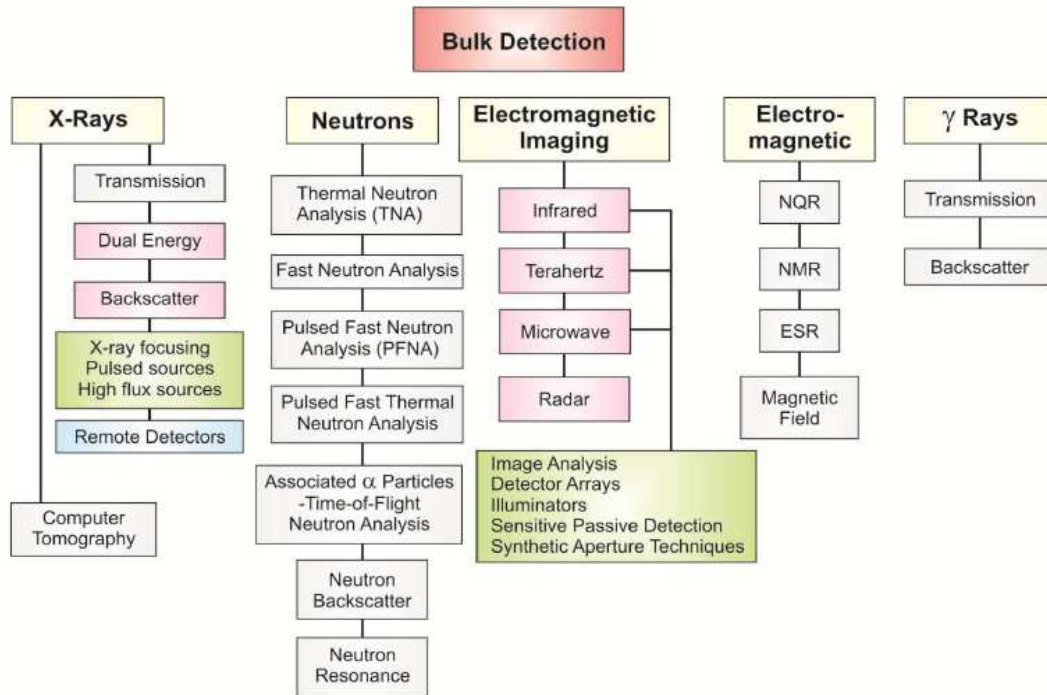 Bulk Detection
X-Rays
Transmission
Dual Energy
Backscatter
X-ray focusing
Pulsed sources
High flux sources
Remote Detectors
Computer
Tomography
Neutrons
Thermal Neutron
Analysis (TNA)
Fast Neutron Analysis
Pulsed Fast Neutron
Analysis (PFNA)
Pulsed Fast Thermal
Neutron Analysis
Associated α Particles
-Time-of-Flight
Neutron Analysis
Neutron
Backscatter
Neutron
Resonance
Electromagnetic
Imaging
Infrared
Terahertz
Microwave
Radar
Image Analysis
Detector Arrays
Illuminators
Sensitive Passive Detection
Synthetic Aperture Techniques
Electro-
magnetic
NQR
NMR
ESR
Magnetic
Field
γ Rays
Transmission
Backscatter